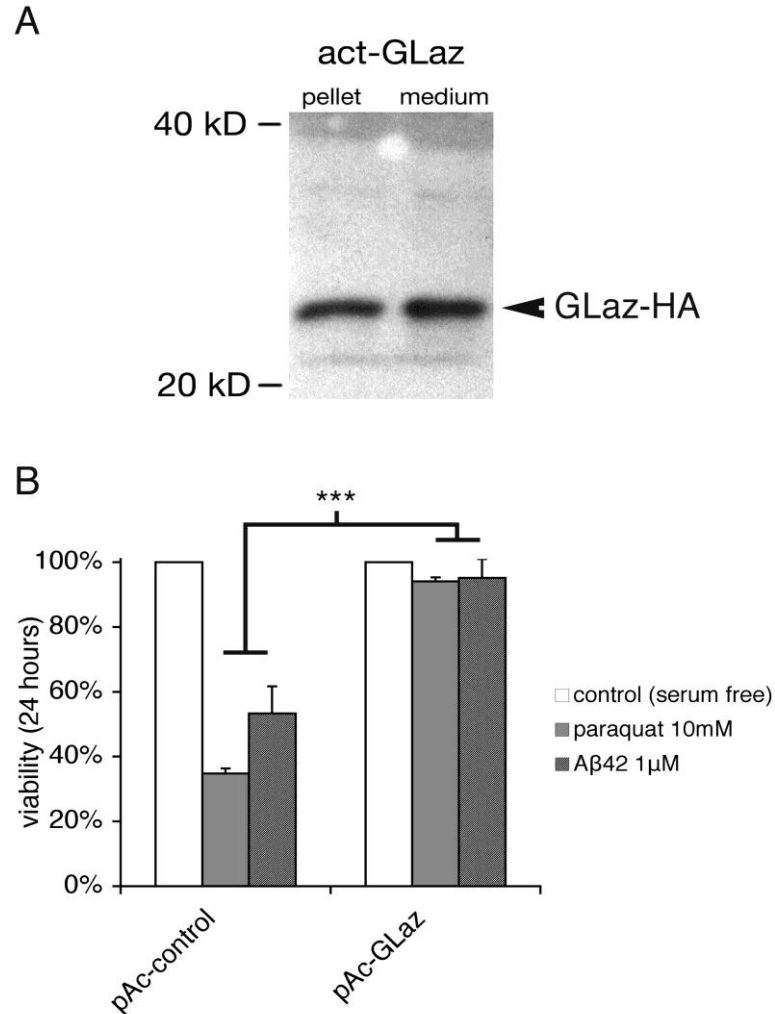 A
act-GLaz
pellet medium
40 kD
GLaz-HA
20 kD
B
***
100%
80%
60%
40%
20%
0%
viability (24 hours)
control (serum free)
paraquat 10mM
Aβ42 1μM
pAc-control
pAc-GLaz